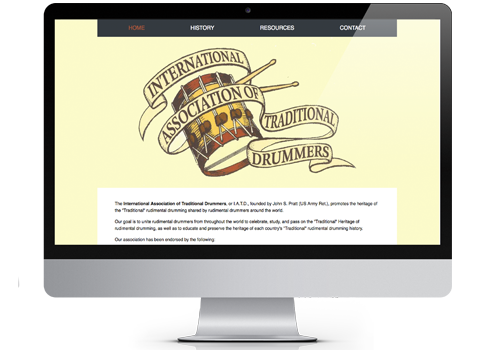 HOME HISTORY RESOURCES CONTACT
INTERNATIONAL
ASSOCIATION OF
TRADITIONAL
DRUMMERS
The International Association of Traditional Drummers, or I.A.T.D., founded by John S. Pratt (US Army Ret.), promotes the heritage of
the "Traditional" rudimental drumming shared by rudimental drummers around the world.
Our goal is to unite rudimental drummers from throughout the world to celebrate, study, and pass on the "Traditional" Heritage of
rudimental drumming, as well as to educate and preserve the heritage of each country's "Traditional" rudimental drumming history.
Our association has been endorsed by the following: